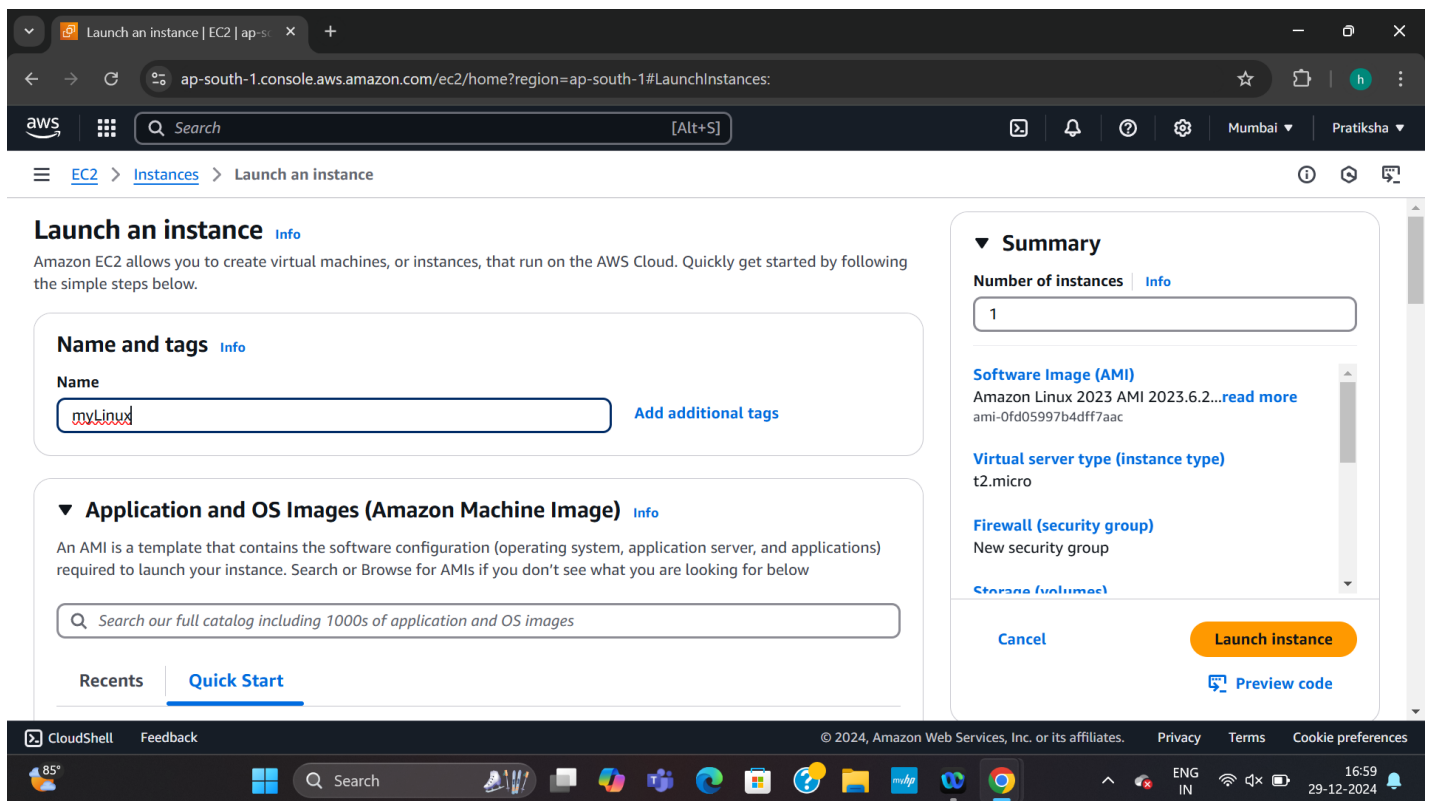 Launch an instance | EC2 | ap-so
ap-south-1.console.aws.amazon.com/ec2/home?region=ap-south-1#LaunchInstances:
h
aws
Search [Alt+S]
Mumbai ▼ Pratiksha ▼
EC2 > Instances > Launch an instance
Launch an instance Info
Amazon EC2 allows you to create virtual machines, or instances, that run on the AWS Cloud. Quickly get started by following
the simple steps below.
Name and tags Info
Name
myLinux
Add additional tags
▼ Application and OS Images (Amazon Machine Image) Info
An AMI is a template that contains the software configuration (operating system, application server, and applications)
required to launch your instance. Search or Browse for AMIs if you don't see what you are looking for below
Search our full catalog including 1000s of application and OS images
Recents Quick Start
▼ Summary
Number of instances Info
1
Software Image (AMI)
Amazon Linux 2023 AMI 2023.6.2...read more
ami-0fd05997b4dff7aac
Virtual server type (instance type)
t2.micro
Firewall (security group)
New security group
Storage (volumes)
Cancel Launch instance
Preview code
CloudShell Feedback © 2024, Amazon Web Services, Inc. or its affiliates. Privacy Terms Cookie preferences
85°
Search
myhp
ENG
IN
16:59
29-12-2024